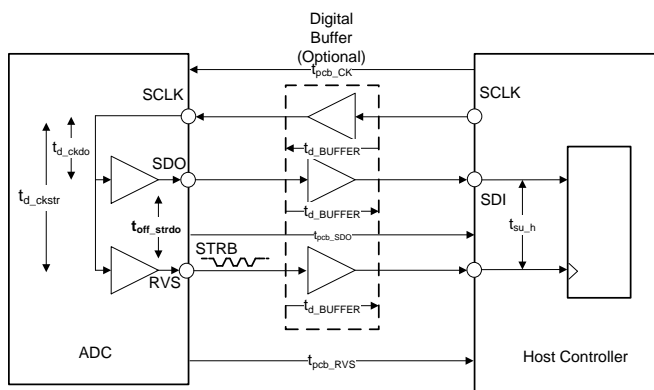 Digital
Buffer
(Optional)
t_pcb_CK
SCLK
SCLK
t_d_ckdo
t_d_BUFFER
SDO
t_d_ckstr
SDI
t_d_BUFFER
t_off_strdo
t_su_h
t_pcb_SDO
STRB
RVS
t_d_BUFFER
ADC
t_pcb_RVS
Host Controller